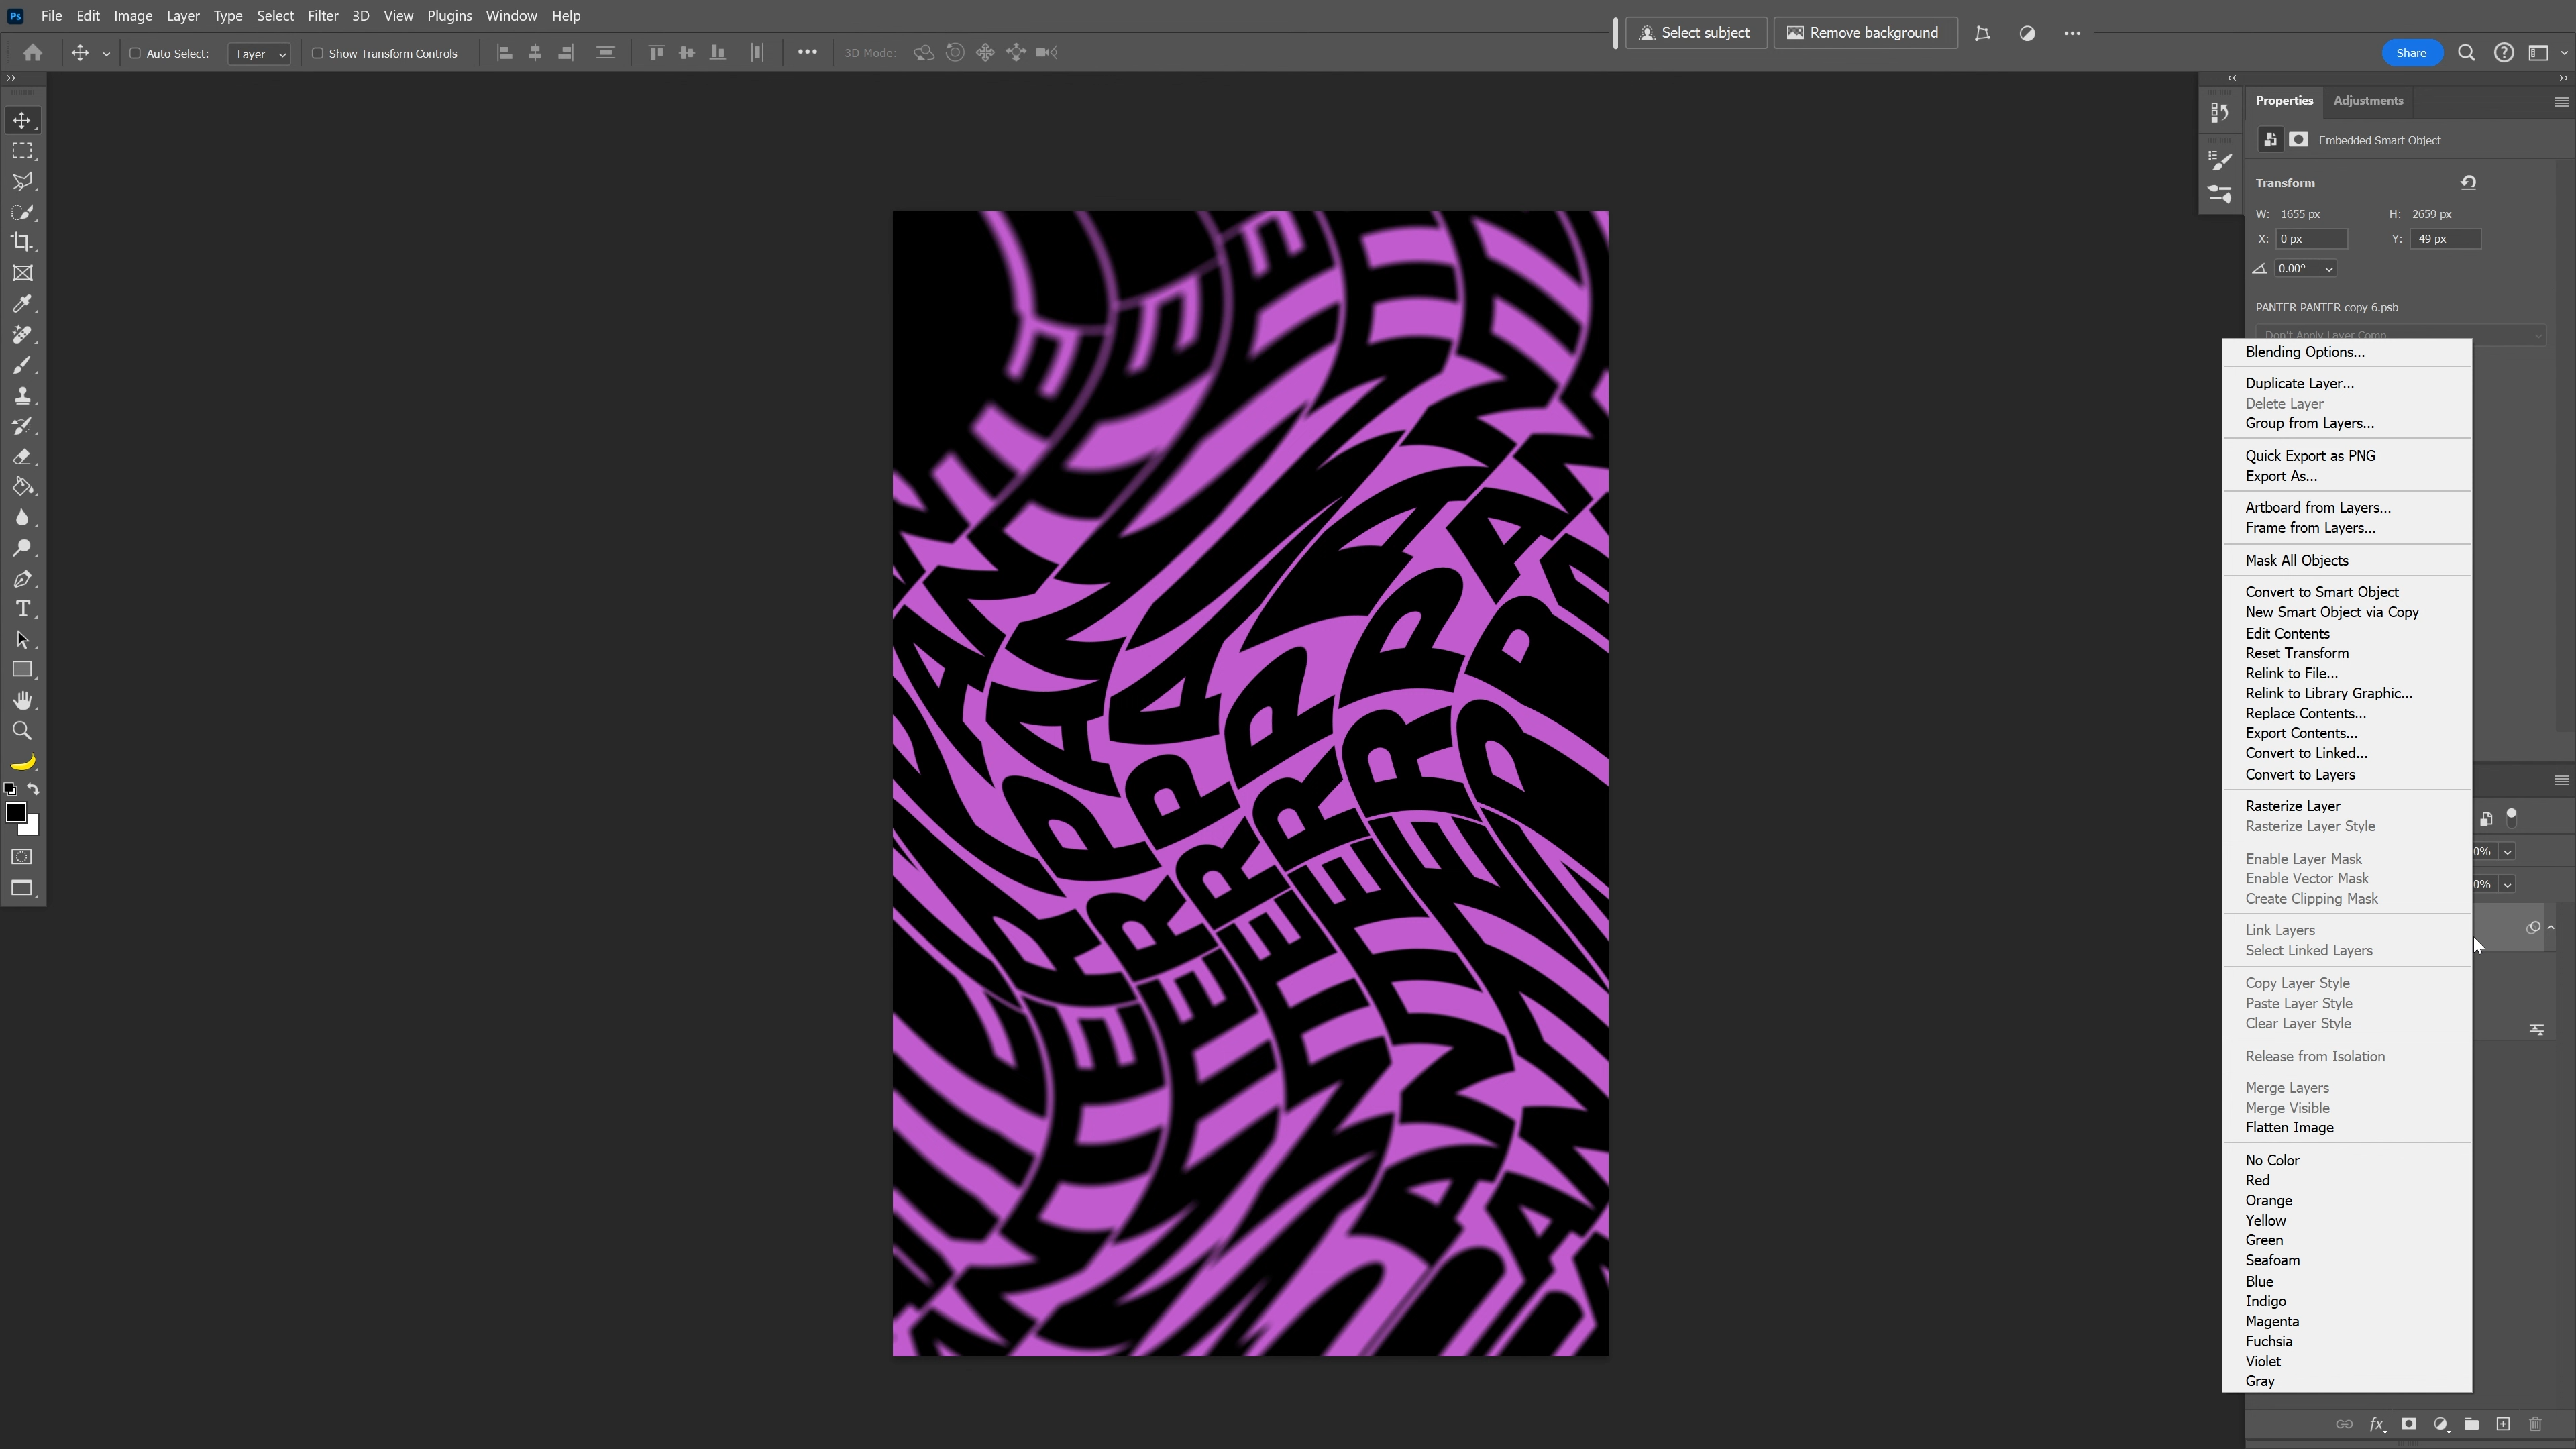 Ps File Edit Image Layer Type Select Filter 3D View Plugins Window Help
Select subject Remove background
Auto-Select: Layer Show Transform Controls 3D Mode: Share
Properties Adjustments
Embedded Smart Object
Transform
W: 1655 px H: 2659 px
X: 0 px Y: -49 px
0.00°
PANTER PANTER copy 6.psb
Don't Apply Layer Comp
Blending Options...
Duplicate Layer...
Delete Layer
Group from Layers...
Quick Export as PNG
Export As...
Artboard from Layers...
Frame from Layers...
Mask All Objects
Convert to Smart Object
New Smart Object via Copy
Edit Contents
Reset Transform
Relink to File...
Relink to Library Graphic...
Replace Contents...
Export Contents...
Convert to Linked...
Convert to Layers
Rasterize Layer
Rasterize Layer Style
Enable Layer Mask
Enable Vector Mask
Create Clipping Mask
Link Layers
Select Linked Layers
Copy Layer Style
Paste Layer Style
Clear Layer Style
Release from Isolation
Merge Layers
Merge Visible
Flatten Image
No Color
Red
Orange
Yellow
Green
Seafoam
Blue
Indigo
Magenta
Fuchsia
Violet
Gray
0%
0%
fx